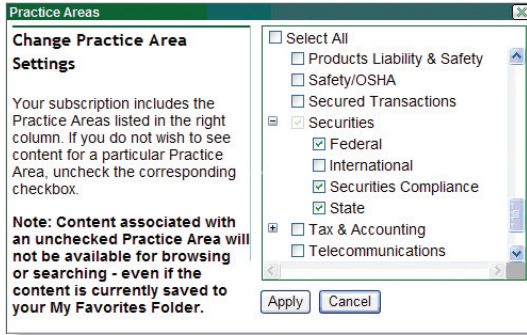 Practice Areas
Change Practice Area
Settings
Your subscription includes the
Practice Areas listed in the right
column. If you do not wish to see
content for a particular Practice
Area, uncheck the corresponding
checkbox.
Note: Content associated with
an unchecked Practice Area will
not be available for browsing
or searching - even if the
content is currently saved to
your My Favorites Folder.
Select All
Products Liability & Safety
Safety/OSHA
Secured Transactions
Securities
Federal
International
Securities Compliance
State
Tax & Accounting
Telecommunications
Apply
Cancel